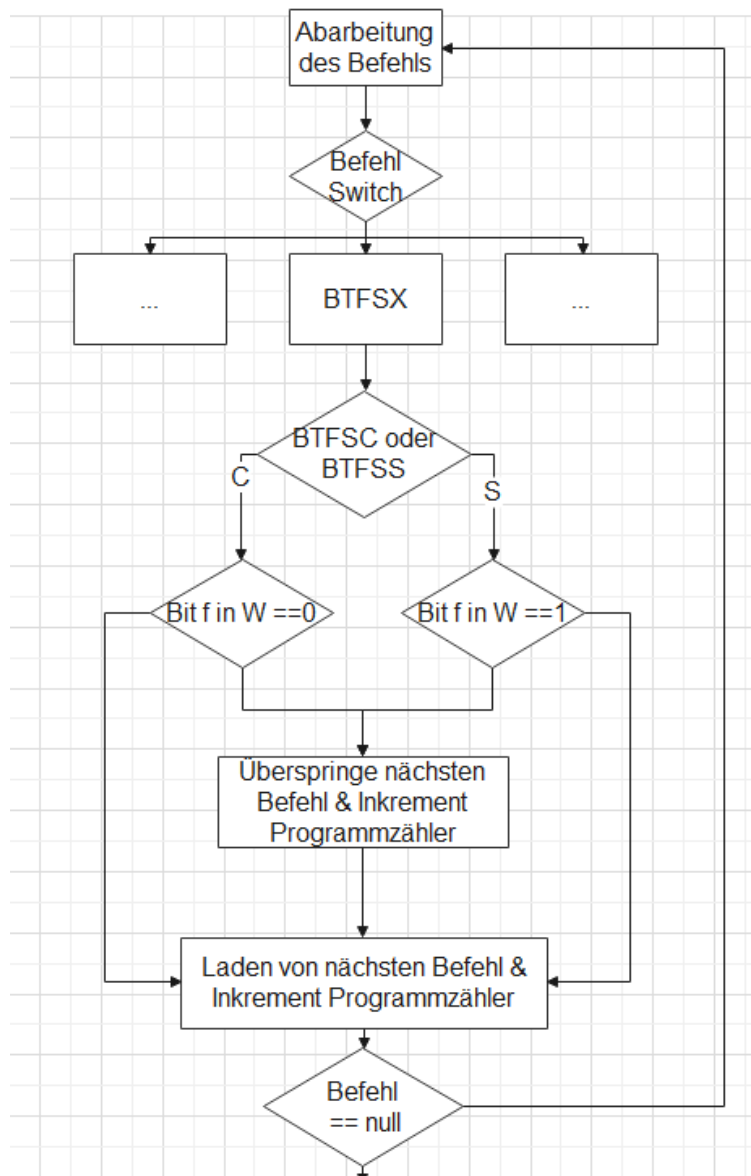 Abarbeitung
des Befehls
Befehl
Switch
...
BTFSX
...
BTFSC oder
BTFSS
C
S
Bit f in W ==0
Bit f in W ==1
Überspringe nächsten
Befehl & Inkrement
Programmzähler
Laden von nächsten Befehl &
Inkrement Programmzähler
Befehl
== null